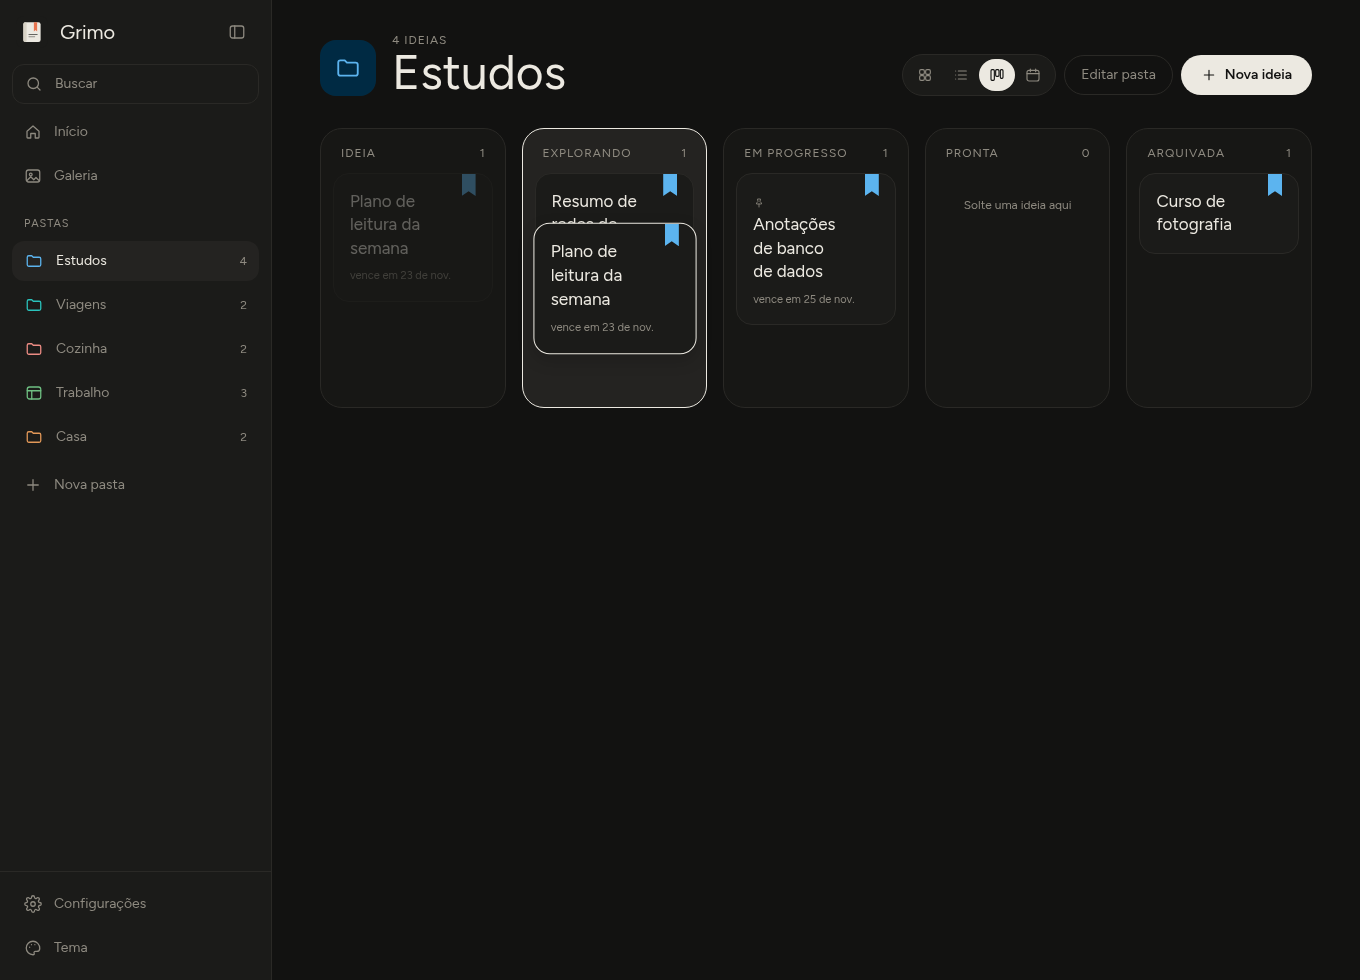 Grimo
Buscar
Início
Galeria
PASTAS
Estudos 4
Viagens 2
Cozinha 2
Trabalho 3
Casa 2
Nova pasta
Configurações
Tema
4 IDEIAS
Estudos
Editar pasta
Nova ideia
IDEIA 1
Plano de
leitura da
semana
vence em 23 de nov.
EXPLORANDO 1
Resumo de
redes de
Plano de
leitura da
semana
vence em 23 de nov.
EM PROGRESSO 1
Anotações
de banco
de dados
vence em 25 de nov.
PRONTA 0
Solte uma ideia aqui
ARQUIVADA 1
Curso de
fotografia